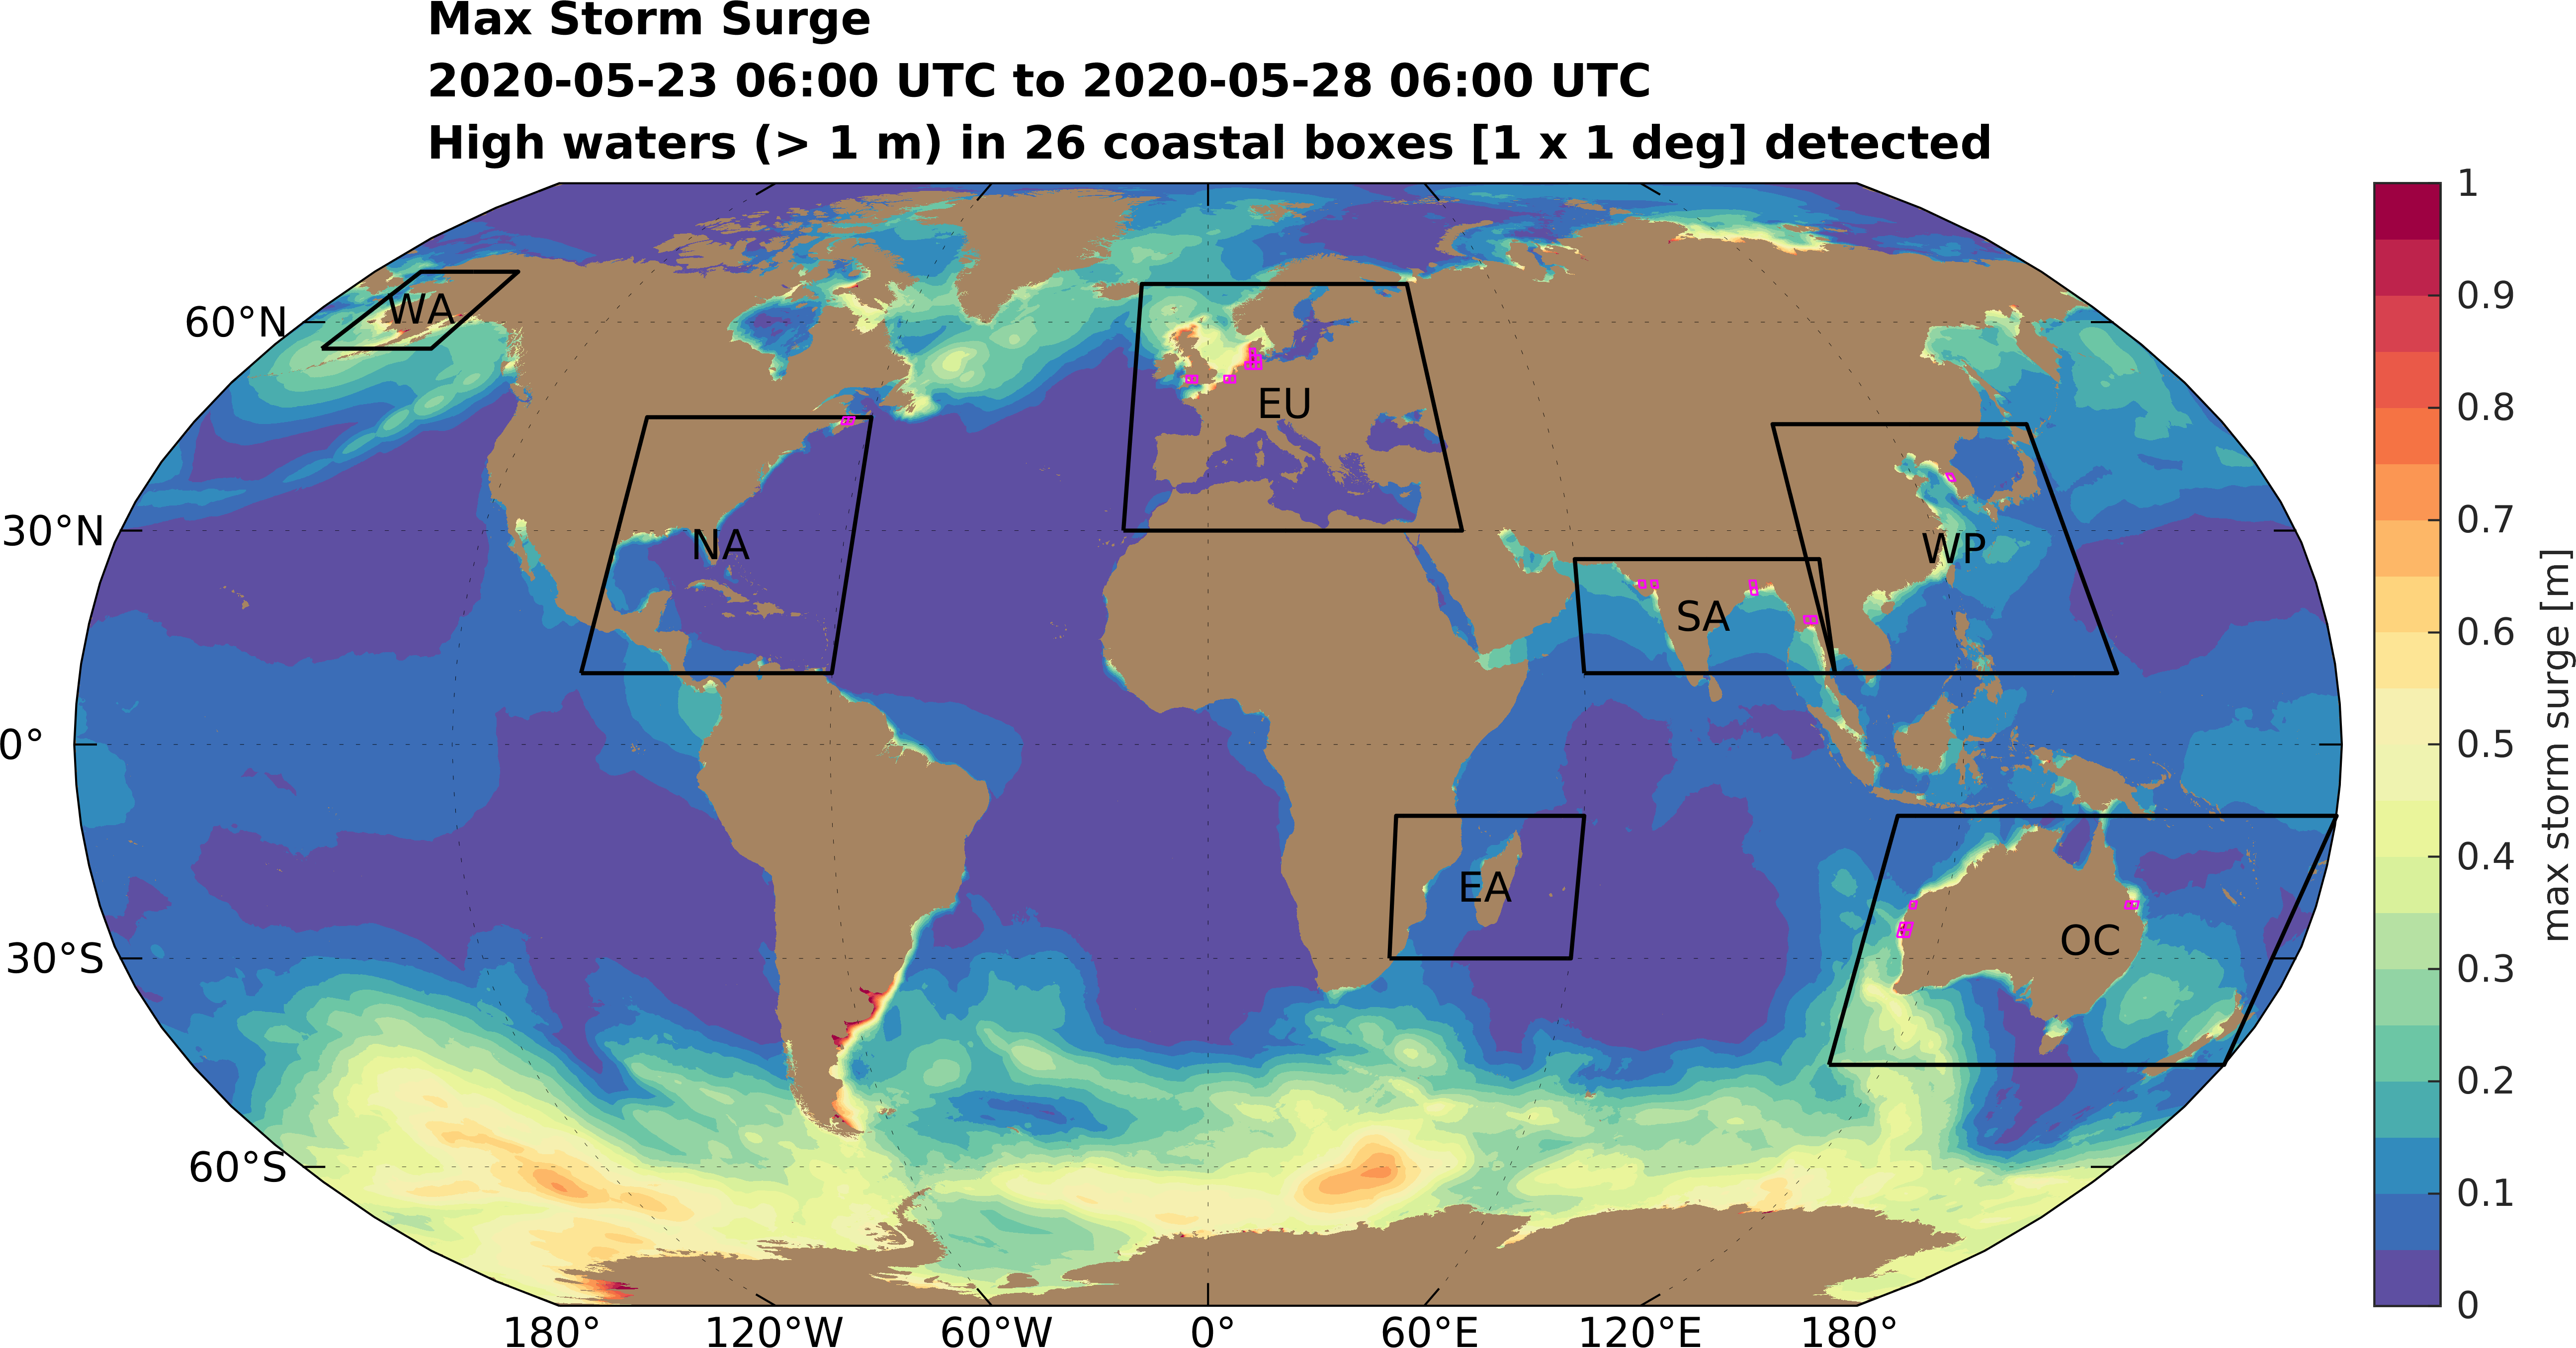 Max Storm Surge
2020-05-23 06:00 UTC to 2020-05-28 06:00 UTC
High waters (> 1 m) in 26 coastal boxes [1 x 1 deg] detected
60°N
30°N
0°
30°S
60°S
WA
NA
EU
SA
WP
EA
OC
180°
120°W
60°W
0°
60°E
120°E
180°
1
0.9
0.8
0.7
0.6
0.5
0.4
0.3
0.2
0.1
0
max storm surge [m]